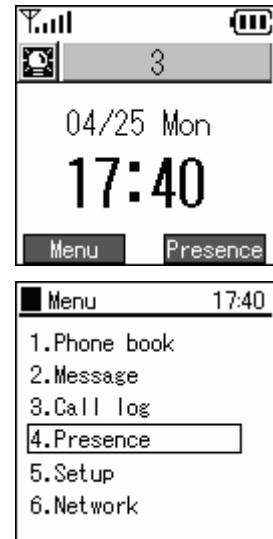 3
04/25 Mon
17:40
Menu Presence
Menu 17:40
1.Phone book
2.Message
3.Call log
4.Presence
5.Setup
6.Network